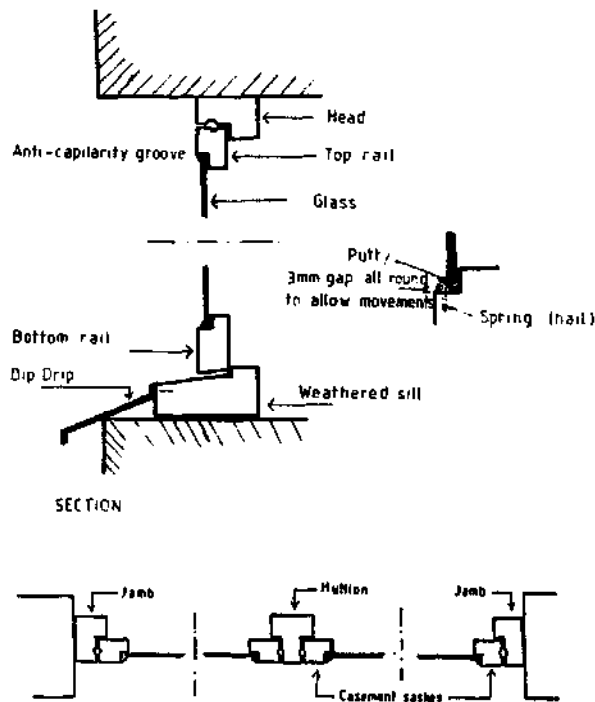 Head
Anti-capilarity groove
Top rail
Glass
Putty
3mm gap all round
to allow movements
Spring (nail)
Bottom rail
Dip Drip
Weathered sill
SECTION
Jamb
Mullion
Jamb
Casement sashes